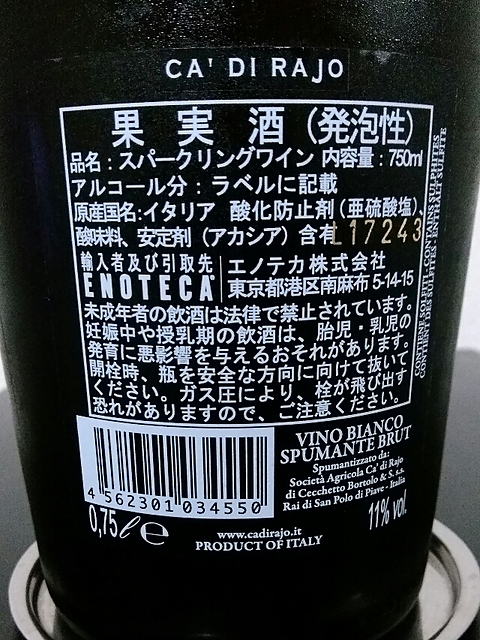 CA' DI RAJO
果実酒（発泡性）
品名：スパークリングワイン 内容量：750ml
アルコール分：ラベルに記載
原産国名：イタリア 酸化防止剤（亜硫酸塩）、
酸味料、安定剤（アカシア）含有
L17243
輸入者及び引取先
ENOTECA
エノテカ株式会社
東京都港区南麻布 5-14-15
未成年者の飲酒は法律で禁止されています。
妊娠中や授乳期の飲酒は、胎児・乳児の
発育に悪影響を与えるおそれがあります。
開栓時、瓶を安全な方向に向けて抜いて
ください。ガス圧により、栓が飛び出す
恐れがありますので、ご注意ください。
CONTIENE SOLFITI - CONTAINS SULPHITES
CONTIENT DES SULFITES - ENTHÄLT SULFITE
4 562301 034550
VINO BIANCO
SPUMANTE BRUT
Spumantizzato da:
Società Agricola Ca' di Rajo
di Cecchetto Bortolo & S. s.s.
Rai di San Polo di Piave - Italia
0,75 ℓ e
11% vol.
www.cadirajo.it
PRODUCT OF ITALY